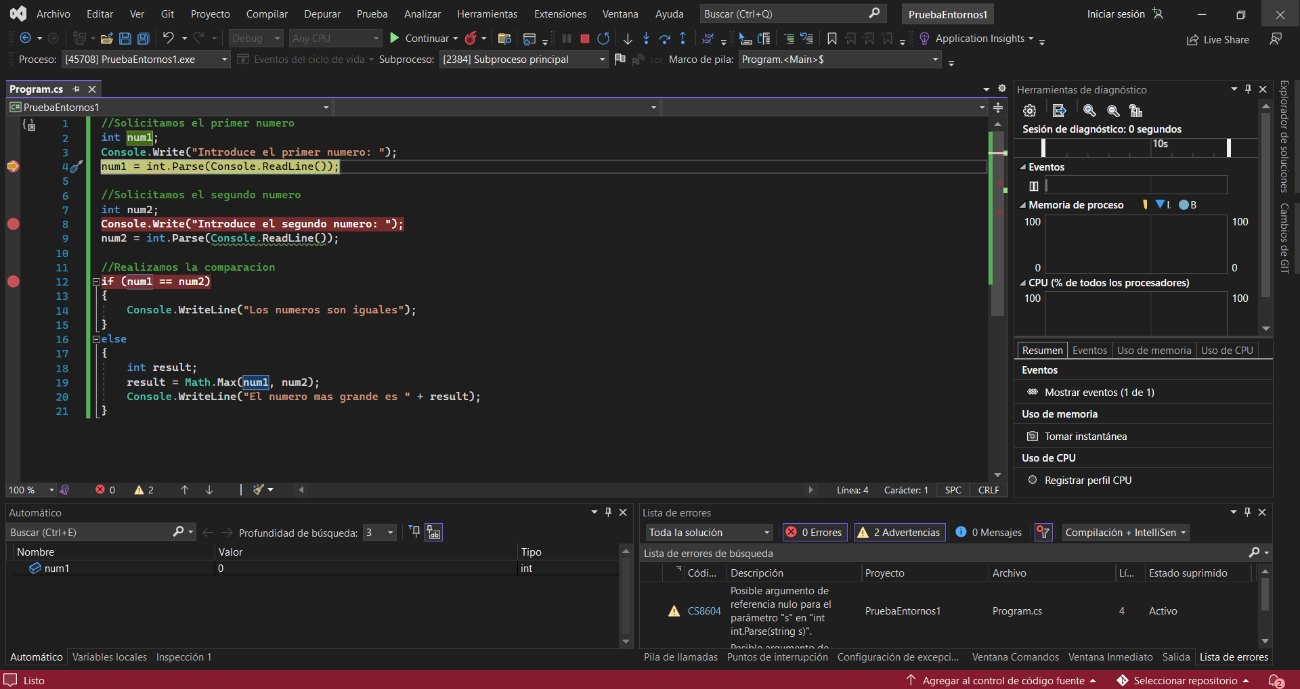 Archivo Editar Ver Git Proyecto Compilar Depurar Prueba Analizar Herramientas Extensiones Ventana Ayuda Buscar (Ctrl+Q) PruebaEntornos1 Iniciar sesión
Debug Any CPU Continuar Application Insights Live Share
Proceso: [45708] PruebaEntornos1.exe Eventos del ciclo de vida Subproceso: [2384] Subproceso principal Marco de pila: Program.<Main>$
Program.cs
PruebaEntornos1
1 //Solicitamos el primer numero
2 int num1;
3 Console.Write("Introduce el primer numero: ");
4 num1 = int.Parse(Console.ReadLine());
5
6 //Solicitamos el segundo numero
7 int num2;
8 Console.Write("Introduce el segundo numero: ");
9 num2 = int.Parse(Console.ReadLine());
10
11 //Realizamos la comparacion
12 if (num1 == num2)
13 {
14 Console.WriteLine("Los numeros son iguales");
15 }
16 else
17 {
18 int result;
19 result = Math.Max(num1, num2);
20 Console.WriteLine("El numero mas grande es " + result);
21 }
100 % 0 2 Línea: 4 Carácter: 1 SPC CRLF
Herramientas de diagnóstico
Sesión de diagnóstico: 0 segundos
10s
Eventos
Memoria de proceso I. B
100 100
0 0
CPU (% de todos los procesadores)
100 100
Resumen Eventos Uso de memoria Uso de CPU
Eventos
Mostrar eventos (1 de 1)
Uso de memoria
Tomar instantánea
Uso de CPU
Registrar perfil CPU
Explorador de soluciones
Cambios de GIT
Automático
Buscar (Ctrl+E) Profundidad de búsqueda: 3
Nombre Valor Tipo
num1 0 int
Automático Variables locales Inspección 1
Lista de errores
Toda la solución 0 Errores 2 Advertencias 0 Mensajes Compilación + IntelliSen
Lista de errores de búsqueda
Códi... Descripción Proyecto Archivo Lí... Estado suprimido
CS8604 Posible argumento de
referencia nulo para el
parámetro "s" en "int
int.Parse(string s)". PruebaEntornos1 Program.cs 4 Activo
Posible argumento de
Pila de llamadas Puntos de interrupción Configuración de excepci... Ventana Comandos Ventana Inmediato Salida Lista de errores
Listo Agregar al control de código fuente Seleccionar repositorio 2